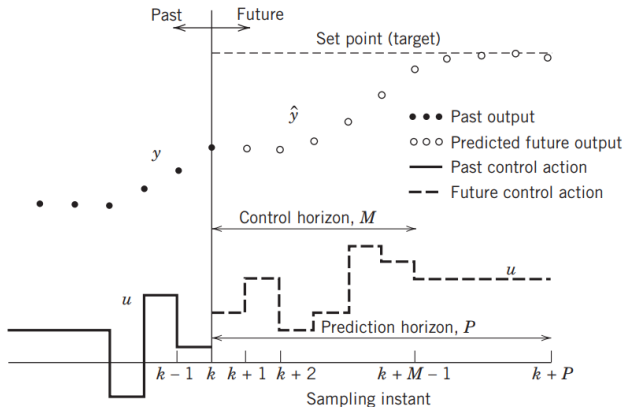 Past Future
Set point (target)
ŷ
y
Past output
Predicted future output
Past control action
Future control action
Control horizon, M
u
u
Prediction horizon, P
k − 1 k k + 1 k + 2 k + M − 1 k + P
Sampling instant